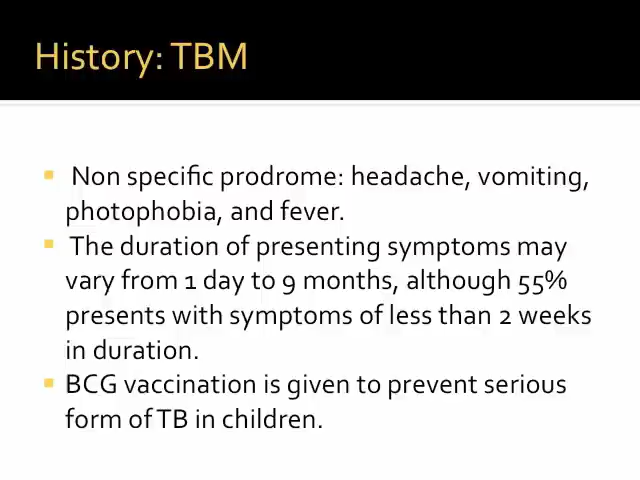 History: TBM
Non specific prodrome: headache, vomiting,
photophobia, and fever.
The duration of presenting symptoms may
vary from 1 day to 9 months, although 55%
presents with symptoms of less than 2 weeks
in duration.
BCG vaccination is given to prevent serious
form of TB in children.